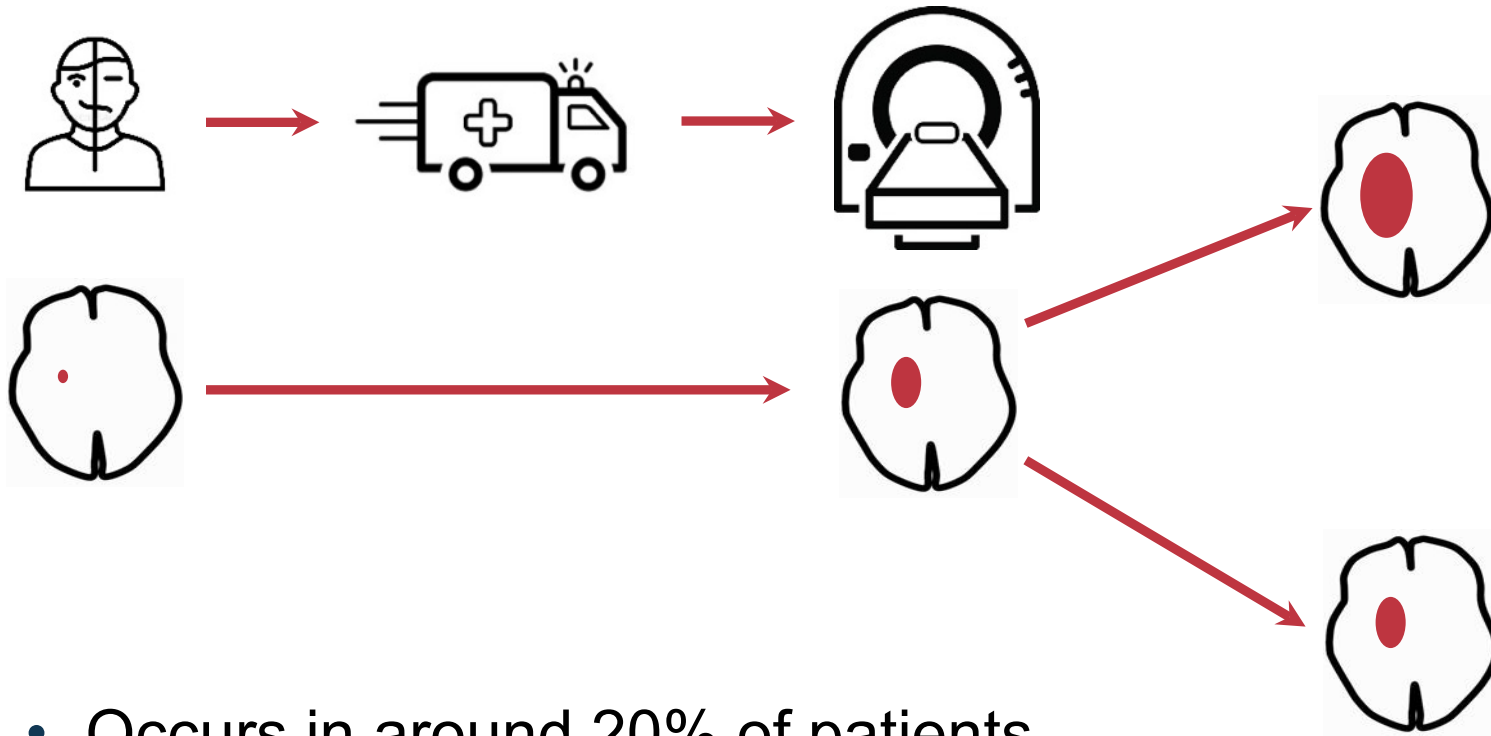 • Occurs in around 20% of patients